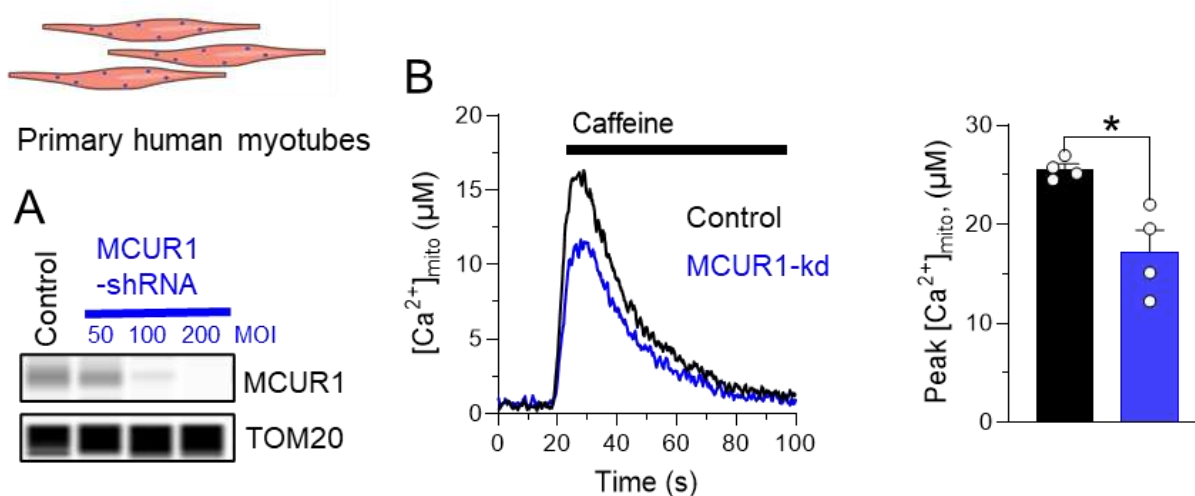 Primary human myotubes
A
Control
MCUR1
-shRNA
50 100 200 MOI
MCUR1
TOM20
B
Caffeine
Control
MCUR1-kd
[Ca²⁺]mito (µM)
20
15
10
5
0
0 20 40 60 80 100
Time (s)
*
Peak [Ca²⁺]mito, (µM)
30
20
10
0